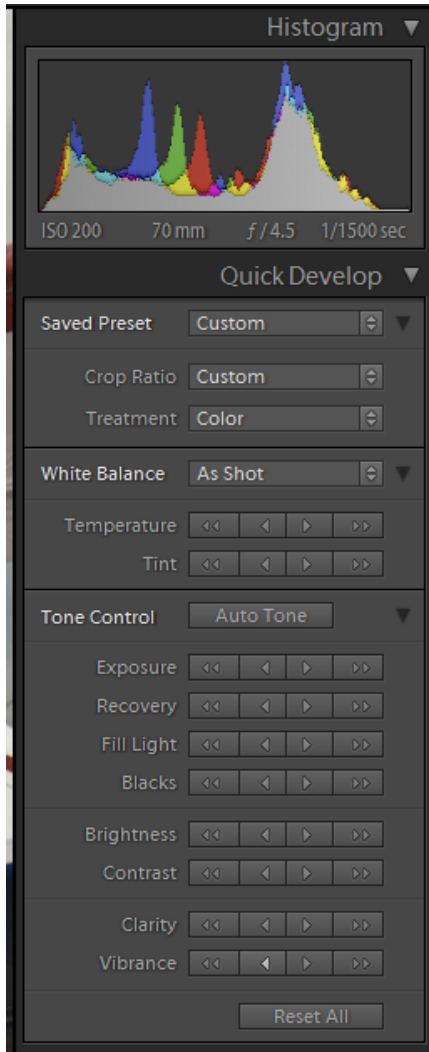 Histogram
ISO 200 70 mm ƒ / 4.5 1/1500 sec
Quick Develop
Saved Preset Custom
Crop Ratio Custom
Treatment Color
White Balance As Shot
Temperature
Tint
Tone Control Auto Tone
Exposure
Recovery
Fill Light
Blacks
Brightness
Contrast
Clarity
Vibrance
Reset All